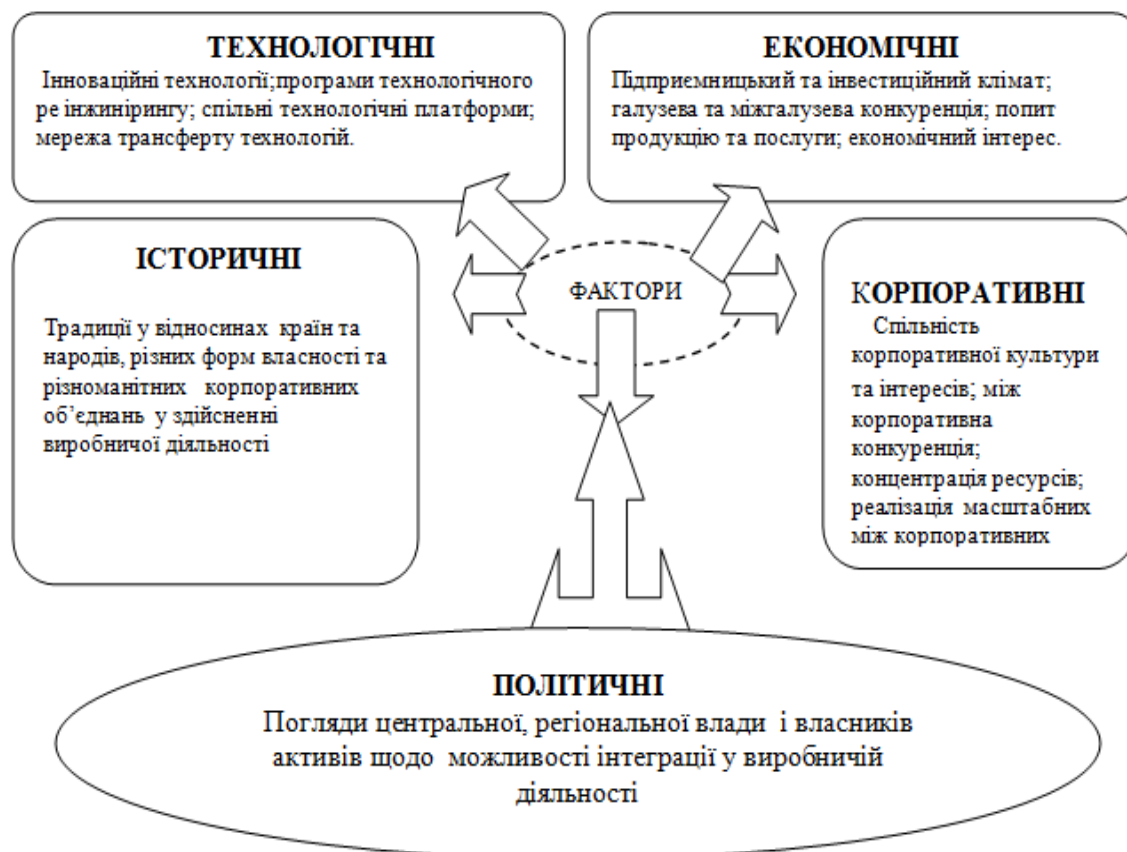 ТЕХНОЛОГІЧНІ
Інноваційні технології;програми технологічного
ре інжинірингу; спільні технологічні платформи;
мережа трансферту технологій.
ЕКОНОМІЧНІ
Підприємницький та інвестиційний клімат;
галузева та міжгалузева конкуренція; попит
продукцію та послуги; економічний інтерес.
ІСТОРИЧНІ
Традиції у відносинах країн та
народів, різних форм власності та
різноманітних корпоративних
об’єднань у здійсненні
виробничої діяльності
ФАКТОРИ
КОРПОРАТИВНІ
Спільність
корпоративної культури
та інтересів; між
корпоративна
конкуренція;
концентрація ресурсів;
реалізація масштабних
між корпоративних
ПОЛІТИЧНІ
Погляди центральної, регіональної влади і власників
активів щодо можливості інтеграції у виробничій
діяльності